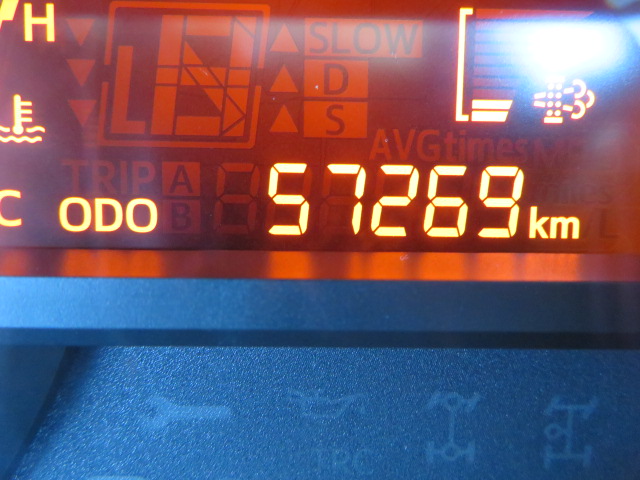 H
SLOW
D
S
AVGtimes
TRIP A
B
C ODO 57269 km